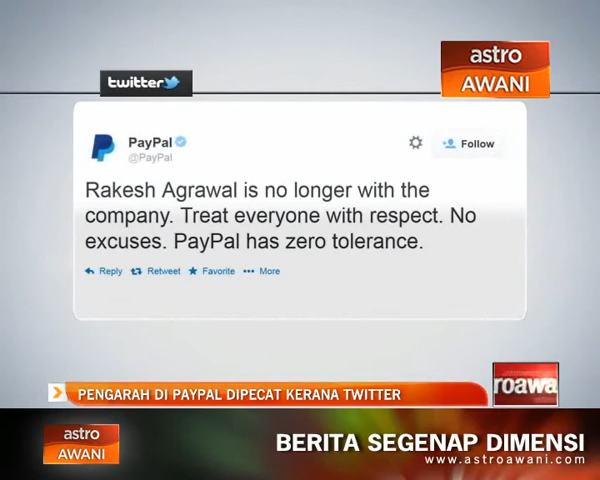 twitter
astro
AWANI
PayPal
@PayPal
Follow
Rakesh Agrawal is no longer with the
company. Treat everyone with respect. No
excuses. PayPal has zero tolerance.
Reply Retweet Favorite ••• More
PENGARAH DI PAYPAL DIPECAT KERANA TWITTER
roawa
astro
AWANI
BERITA SEGENAP DIMENSI
www.astroawani.com